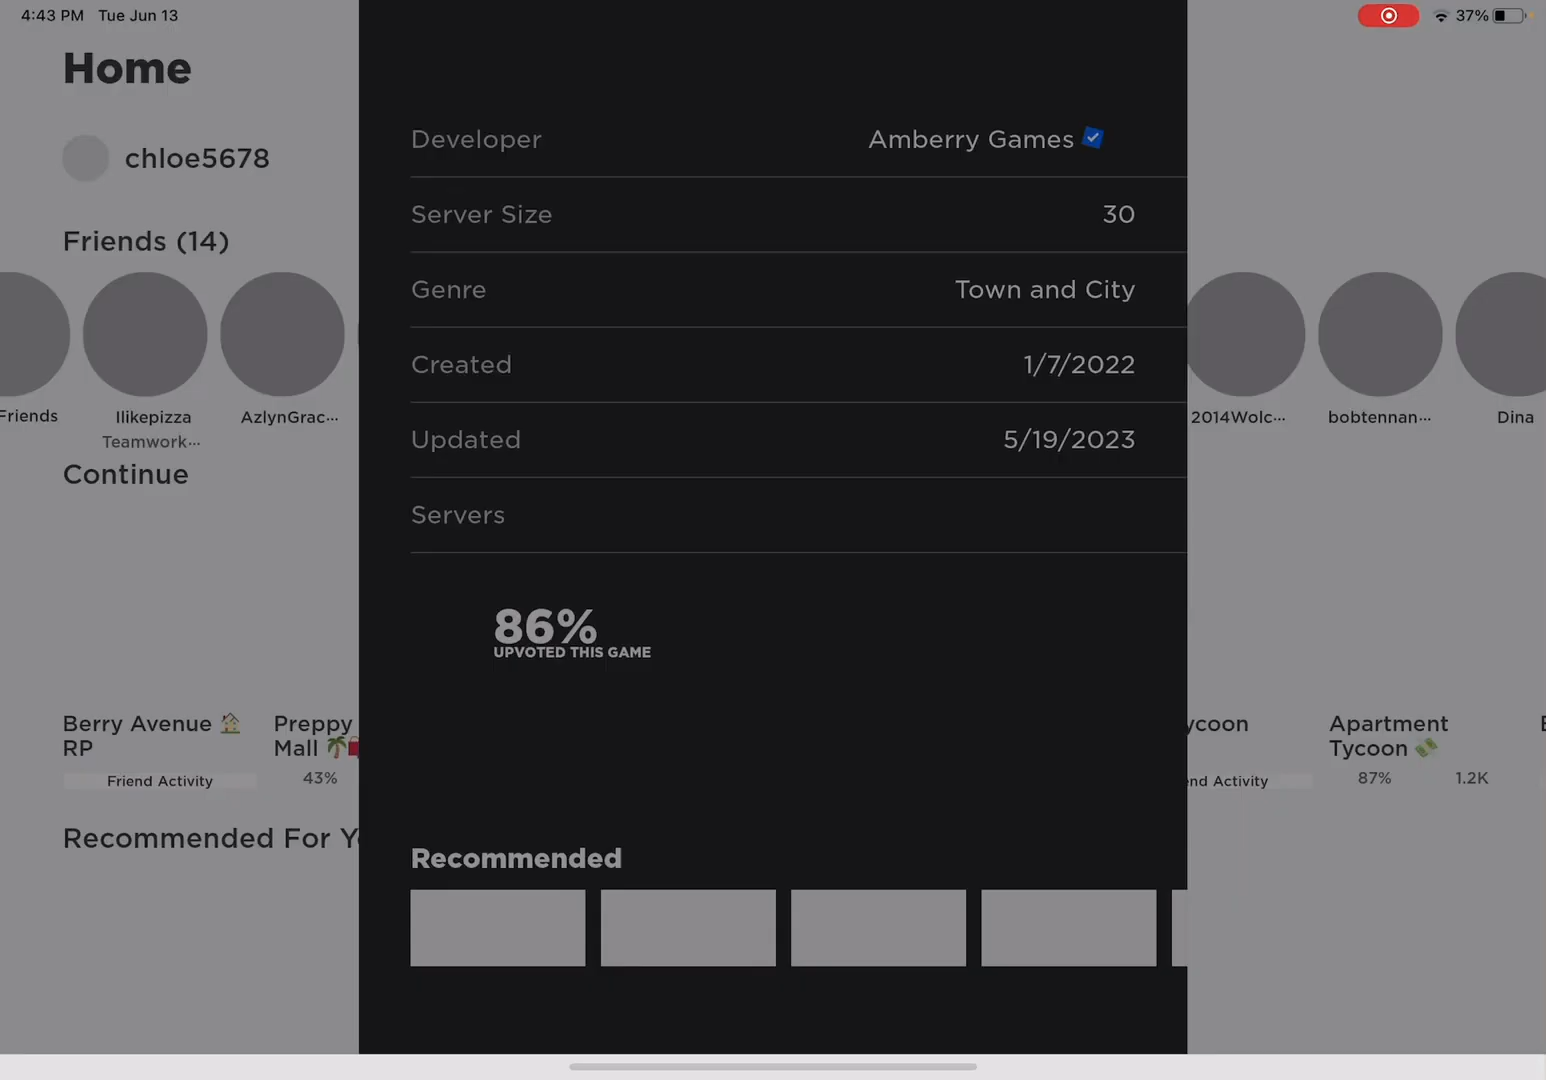 4:43 PM Tue Jun 13
37%
Home
chloe5678
Friends (14)
Friends
Ilikepizza
Teamwork...
AzlynGrac...
2014Wolc...
bobtennan...
Dina
Continue
Berry Avenue 🏠
RP
Friend Activity
Preppy
Mall 🌴
43%
ycoon
nd Activity
Apartment
Tycoon 💸
87% 1.2K
Recommended For Yo
Developer Amberry Games
Server Size 30
Genre Town and City
Created 1/7/2022
Updated 5/19/2023
Servers
86%
UPVOTED THIS GAME
Recommended